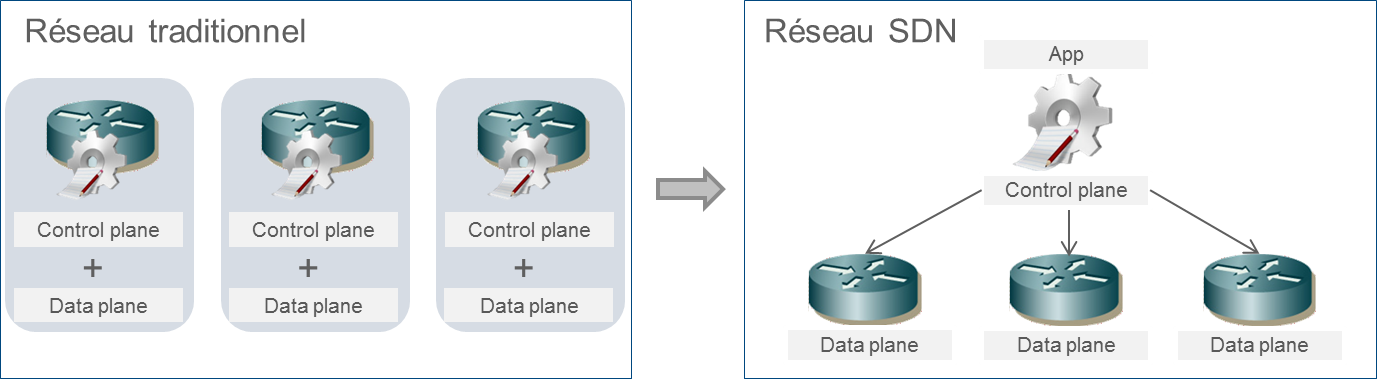 Réseau traditionnel
Control plane
+
Data plane
Control plane
+
Data plane
Control plane
+
Data plane
Réseau SDN
App
Control plane
Data plane
Data plane
Data plane